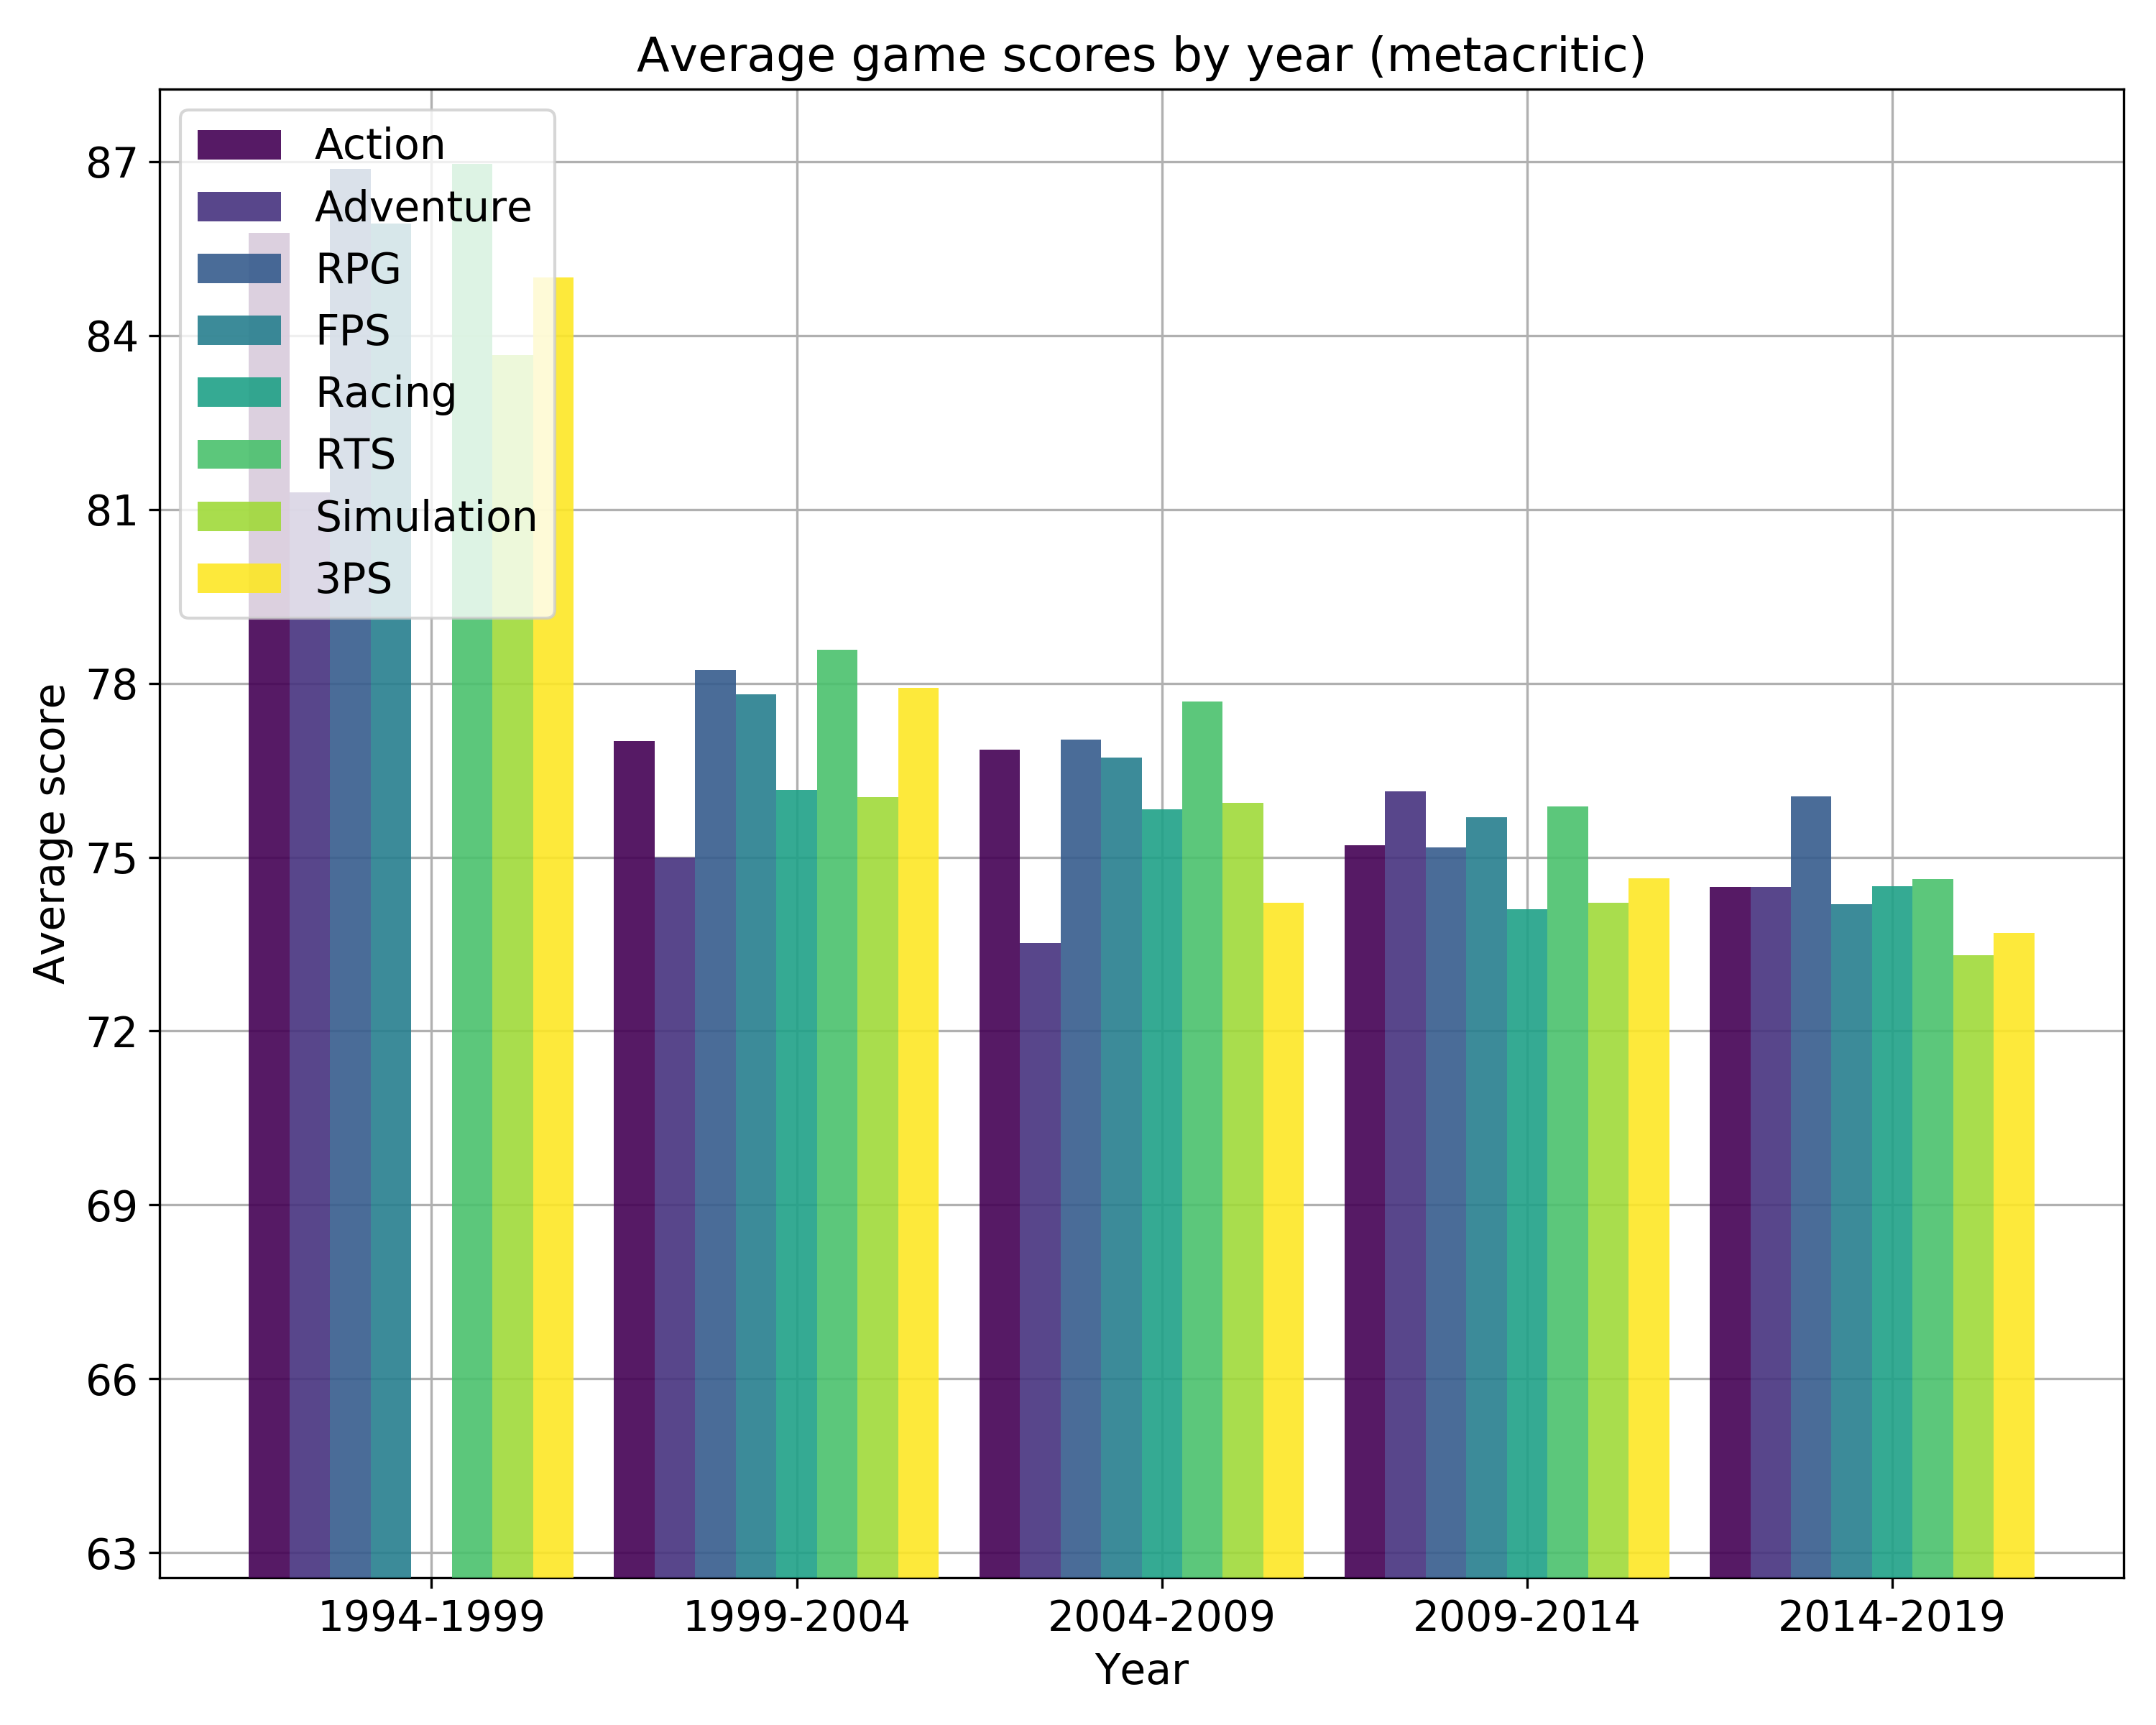 Average game scores by year (metacritic)
Action
Adventure
RPG
FPS
Racing
RTS
Simulation
3PS
87
84
81
78
75
72
69
66
63
Average score
1994-1999
1999-2004
2004-2009
2009-2014
2014-2019
Year